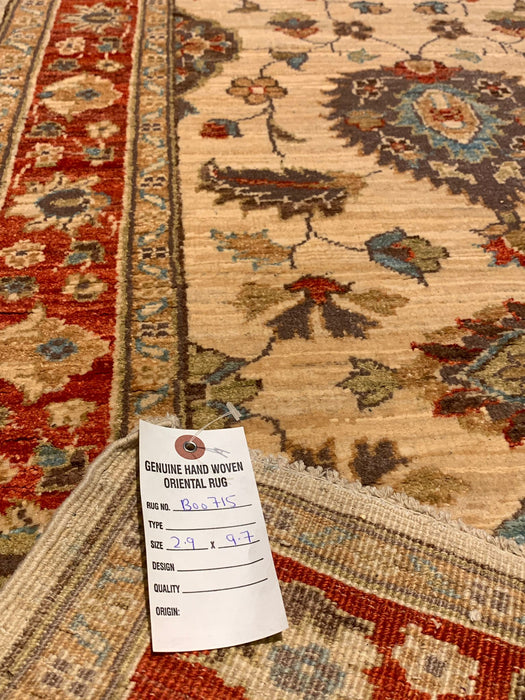 GENUINE HAND WOVEN
ORIENTAL RUG
RUG NO. B00715
TYPE
SIZE 2.9 X 9.7
DESIGN
QUALITY
ORIGIN: